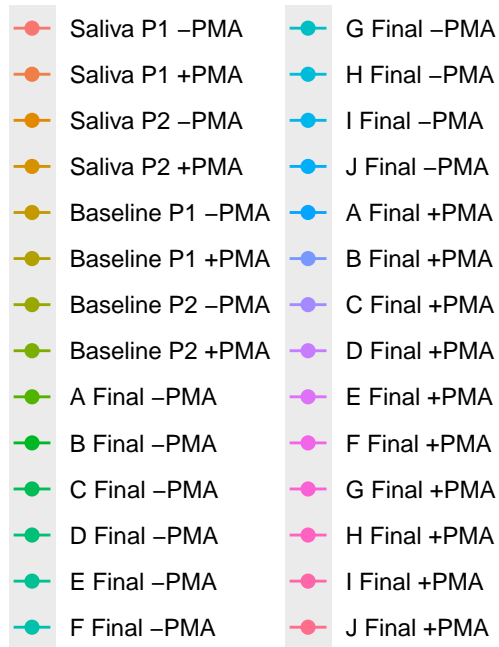 Saliva P1 −PMA
Saliva P1 +PMA
Saliva P2 −PMA
Saliva P2 +PMA
Baseline P1 −PMA
Baseline P1 +PMA
Baseline P2 −PMA
Baseline P2 +PMA
A Final −PMA
B Final −PMA
C Final −PMA
D Final −PMA
E Final −PMA
F Final −PMA
G Final −PMA
H Final −PMA
I Final −PMA
J Final −PMA
A Final +PMA
B Final +PMA
C Final +PMA
D Final +PMA
E Final +PMA
F Final +PMA
G Final +PMA
H Final +PMA
I Final +PMA
J Final +PMA